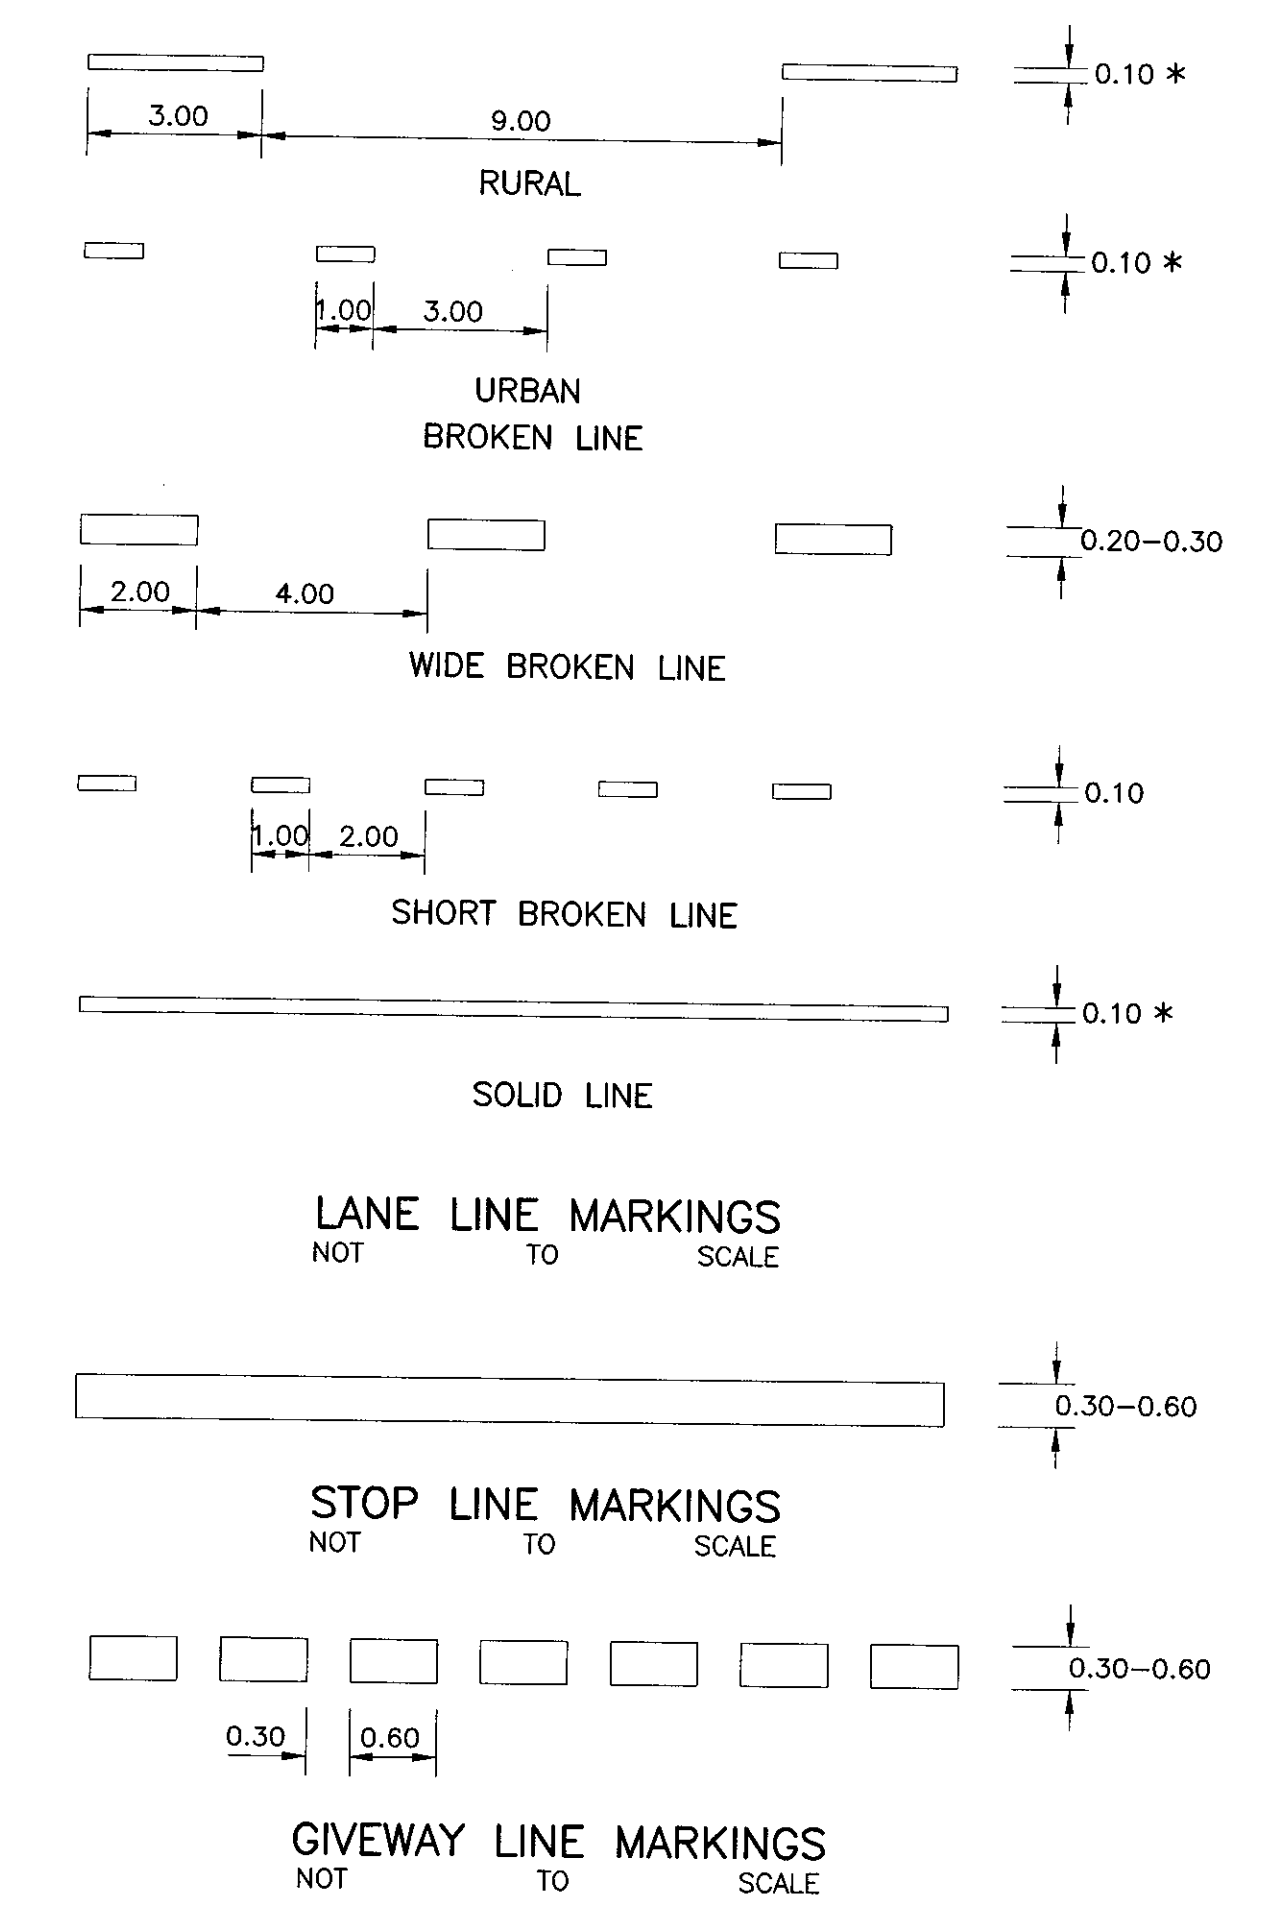 0.10 *
3.00 9.00
RURAL
0.10 *
1.00 3.00
URBAN
BROKEN LINE
0.20-0.30
2.00 4.00
WIDE BROKEN LINE
0.10
1.00 2.00
SHORT BROKEN LINE
0.10 *
SOLID LINE
LANE LINE MARKINGS
NOT TO SCALE
0.30-0.60
STOP LINE MARKINGS
NOT TO SCALE
0.30-0.60
0.30 0.60
GIVEWAY LINE MARKINGS
NOT TO SCALE